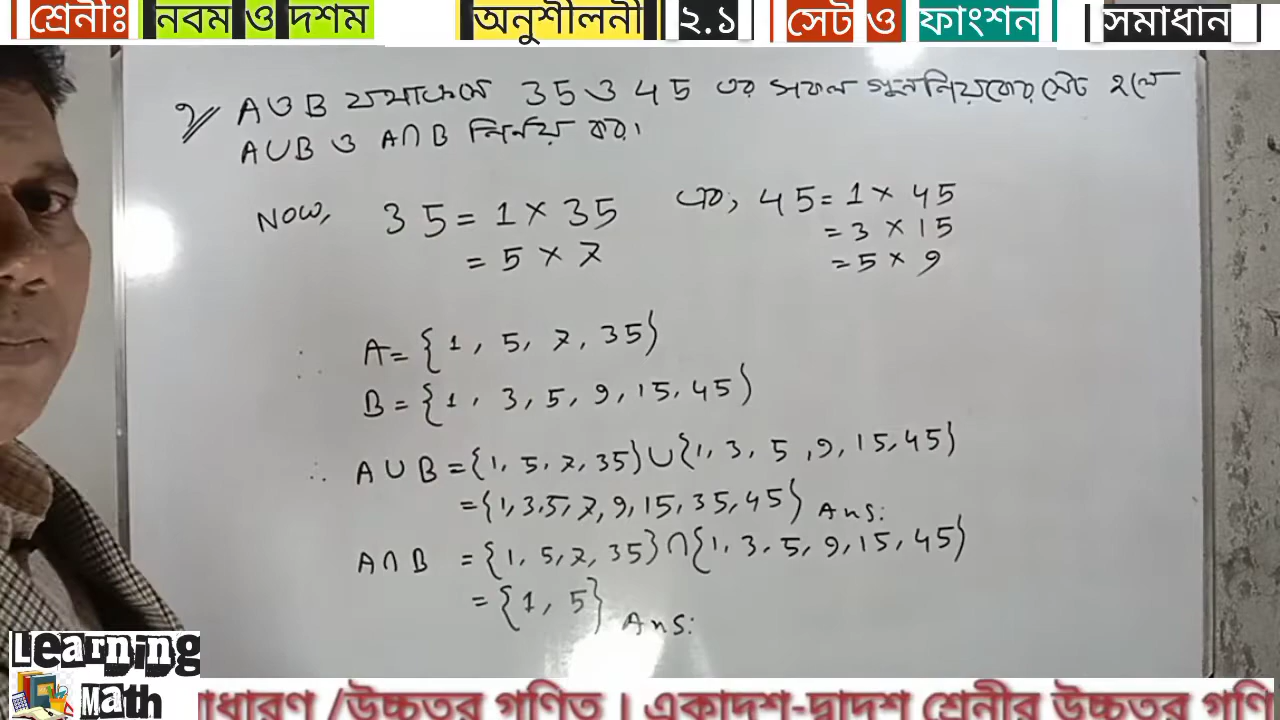 শ্রেনীঃ নবম ও দশম অনুশীলনী ২.১ সেট ও ফাংশন সমাধান
৭ A ও B যথাক্রমে 35 ও 45 এর সকল গুননিয়কের সেট হলে
A∪B ও A∩B নির্নয় কর।
Now, 35 = 1 × 35 এবং, 45 = 1 × 45
= 5 × 7 = 3 × 15
= 5 × 9
∴ A = {1, 5, 7, 35}
B = {1, 3, 5, 9, 15, 45}
∴ A∪B = {1, 5, 7, 35} ∪ {1, 3, 5, 9, 15, 45}
= {1, 3, 5, 7, 9, 15, 35, 45} Ans:
A∩B = {1, 5, 7, 35} ∩ {1, 3, 5, 9, 15, 45}
= {1, 5} Ans:
Learning
Math
াধারণ /উচ্চতর গণিত । একাদশ-দ্বাদশ শ্রেনীর উচ্চতর গণি